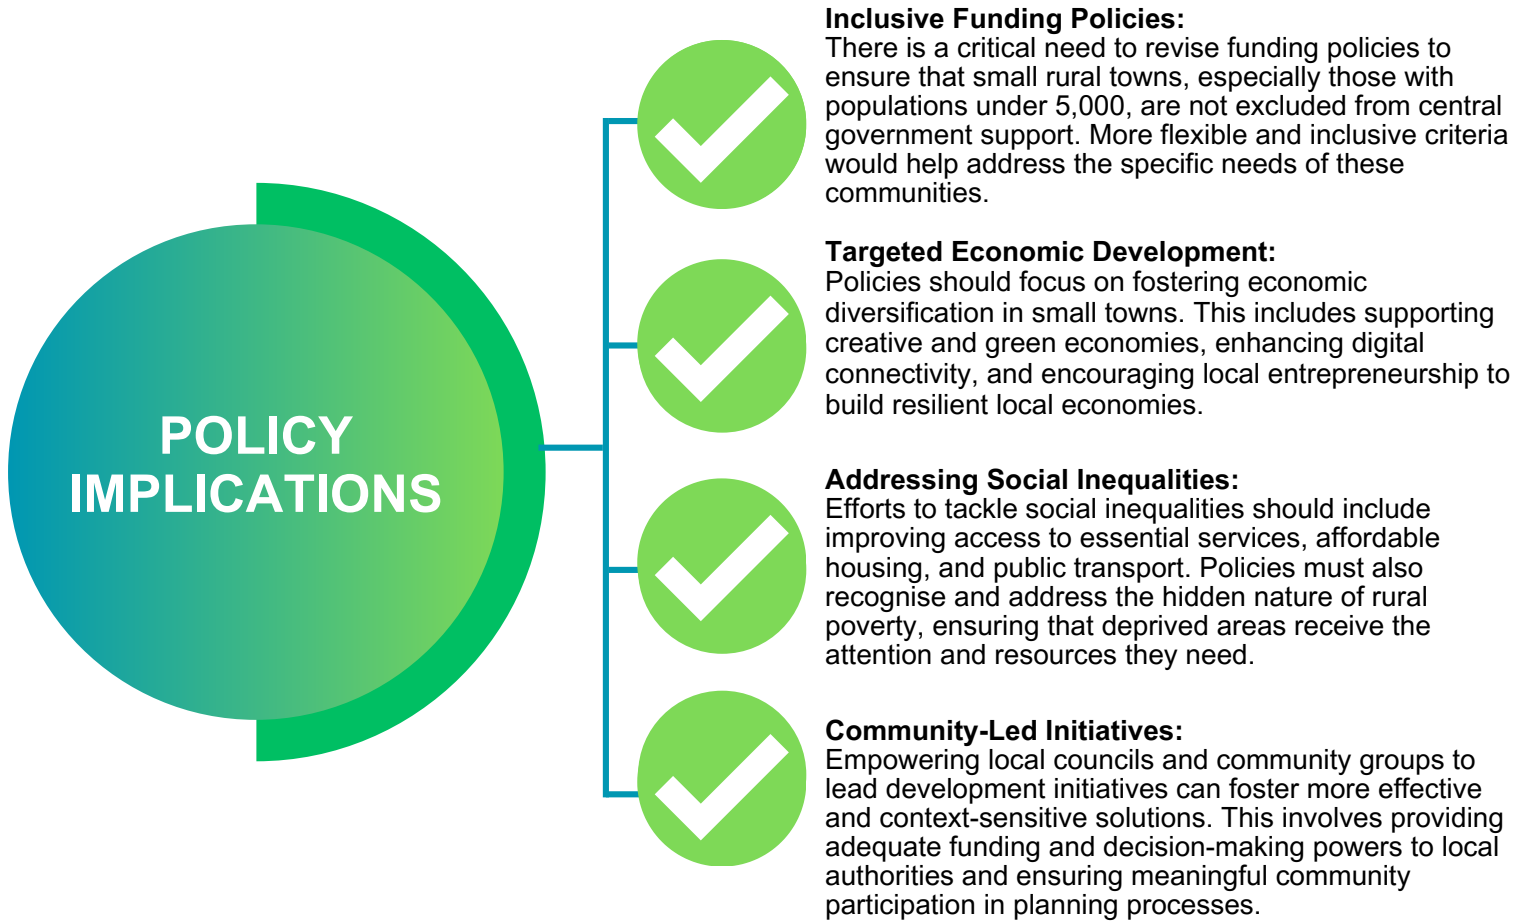 POLICY
IMPLICATIONS
Inclusive Funding Policies:
There is a critical need to revise funding policies to
ensure that small rural towns, especially those with
populations under 5,000, are not excluded from central
government support. More flexible and inclusive criteria
would help address the specific needs of these
communities.
Targeted Economic Development:
Policies should focus on fostering economic
diversification in small towns. This includes supporting
creative and green economies, enhancing digital
connectivity, and encouraging local entrepreneurship to
build resilient local economies.
Addressing Social Inequalities:
Efforts to tackle social inequalities should include
improving access to essential services, affordable
housing, and public transport. Policies must also
recognise and address the hidden nature of rural
poverty, ensuring that deprived areas receive the
attention and resources they need.
Community-Led Initiatives:
Empowering local councils and community groups to
lead development initiatives can foster more effective
and context-sensitive solutions. This involves providing
adequate funding and decision-making powers to local
authorities and ensuring meaningful community
participation in planning processes.